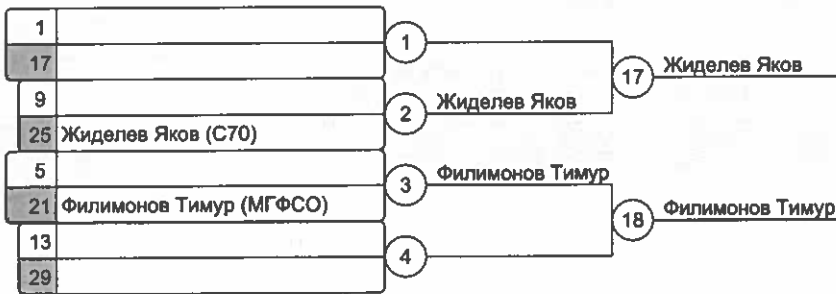 1
17
1
17 Жиделев Яков
9
25 Жиделев Яков (С70)
2 Жиделев Яков
5
21 Филимонов Тимур (МГФСО)
3 Филимонов Тимур
18 Филимонов Тимур
13
29
4